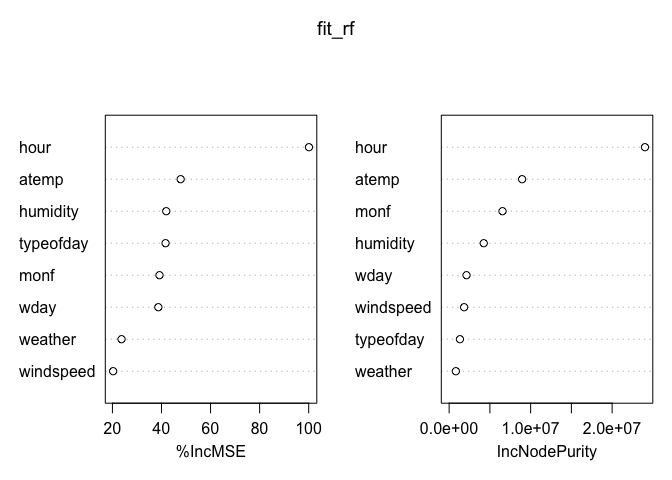 fit_rf
hour
atemp
humidity
typeofday
monf
wday
weather
windspeed
20 40 60 80 100
%IncMSE
hour
atemp
monf
humidity
wday
windspeed
typeofday
weather
0.0e+00 1.0e+07 2.0e+07
IncNodePurity